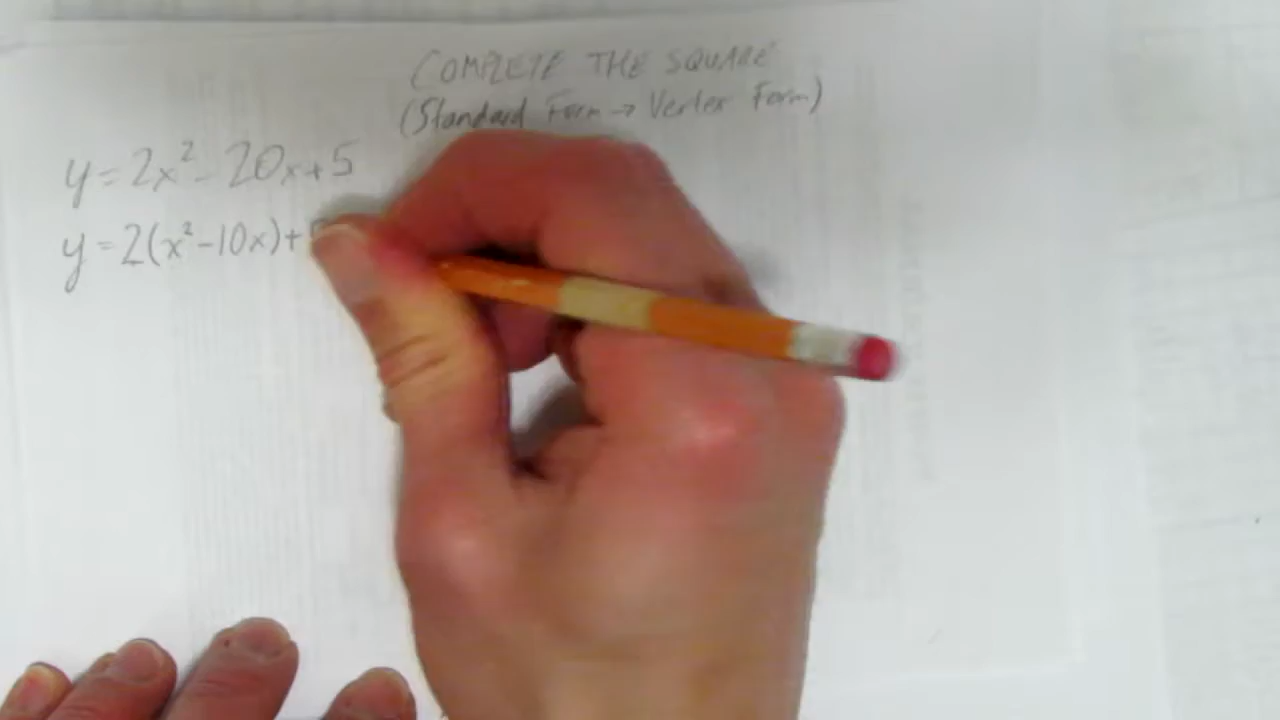 COMPLETE THE SQUARE
(Standard Form → Vertex Form)
y = 2x² - 20x + 5
y = 2(x² - 10x) +